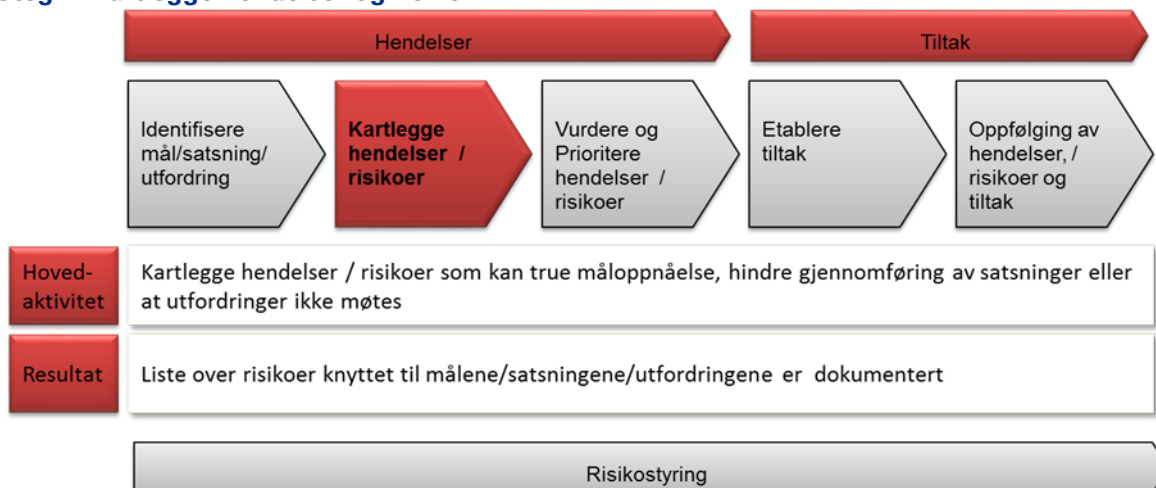 Hendelser
Tiltak
Identifisere
mål/satsning/
utfordring
Kartlegge
hendelser /
risikoer
Vurdere og
Prioritere
hendelser /
risikoer
Etablere
tiltak
Oppfølging av
hendelser, /
risikoer og
tiltak
Hoved-
aktivitet
Kartlegge hendelser / risikoer som kan true måloppnåelse, hindre gjennomføring av satsninger eller
at utfordringer ikke møtes
Resultat
Liste over risikoer knyttet til målene/satsningene/utfordringene er dokumentert
Risikostyring